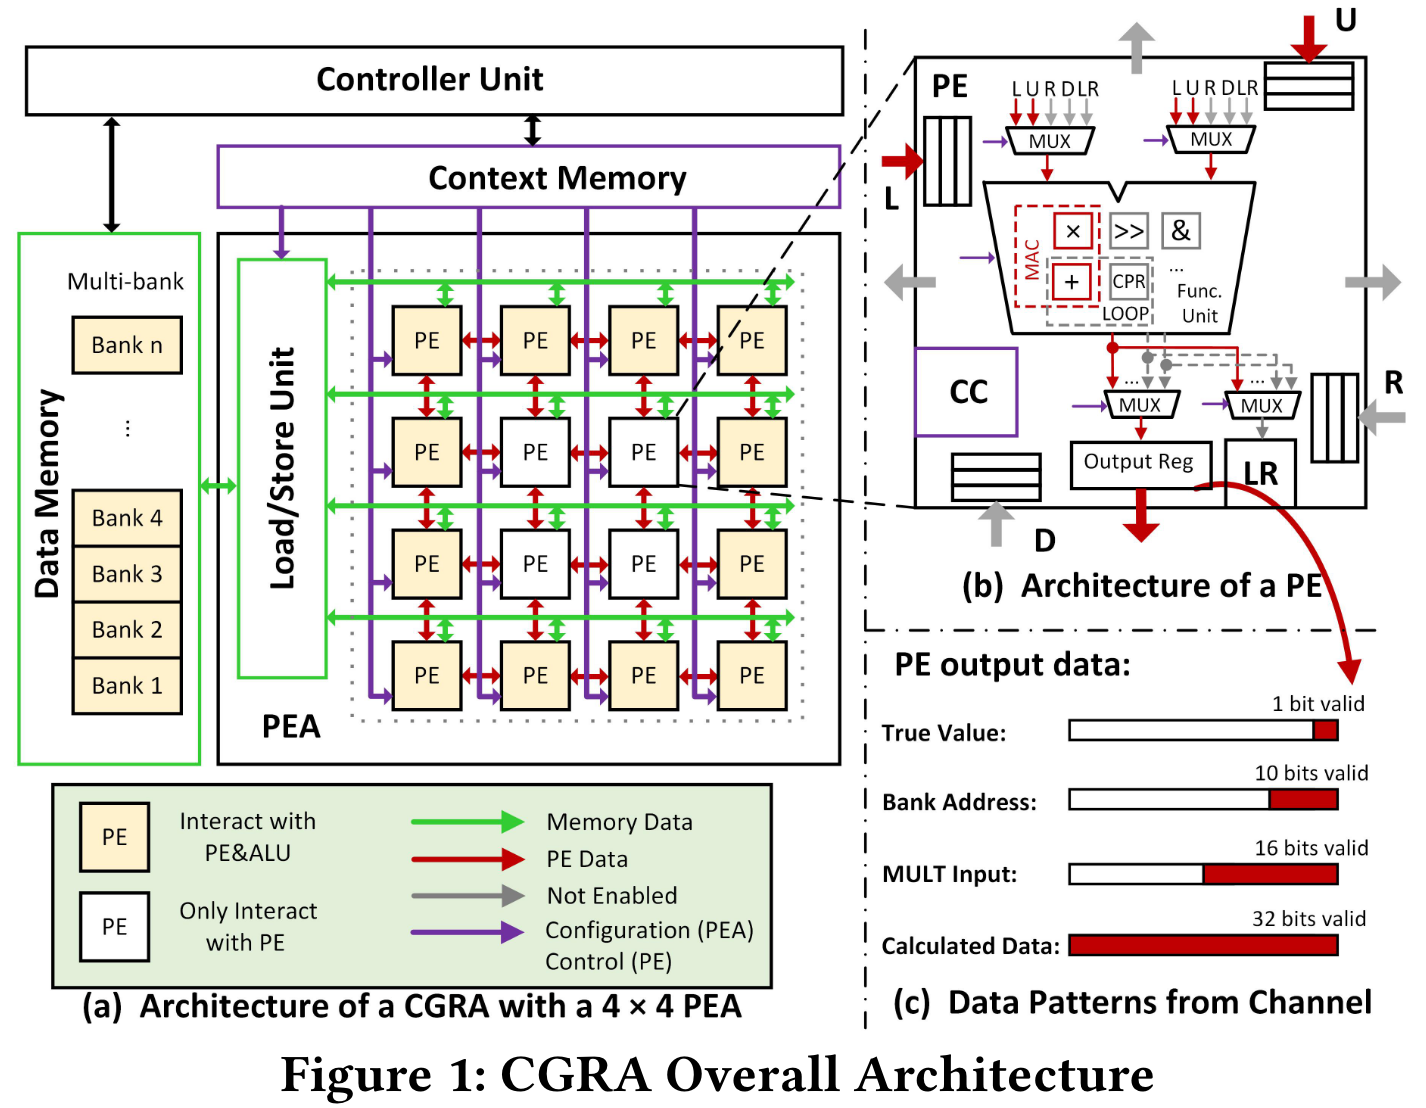 Controller Unit
Context Memory
Data Memory
Multi-bank
Bank n
...
Bank 4
Bank 3
Bank 2
Bank 1
Load/Store Unit
PE PE PE PE
PE PE PE PE
PE PE PE PE
PE PE PE PE
PEA
PE
Interact with
PE&ALU
PE
Only Interact
with PE
Memory Data
PE Data
Not Enabled
Configuration (PEA)
Control (PE)
(a) Architecture of a CGRA with a 4 × 4 PEA
U
PE
L U R D LR
L U R D LR
MUX
MUX
L
MAC
× >> &
+ CPR ...
LOOP
Func.
Unit
CC
... ...
MUX
MUX
R
Output Reg
LR
D
(b) Architecture of a PE
PE output data:
1 bit valid
True Value:
10 bits valid
Bank Address:
16 bits valid
MULT Input:
32 bits valid
Calculated Data:
(c) Data Patterns from Channel
Figure 1: CGRA Overall Architecture